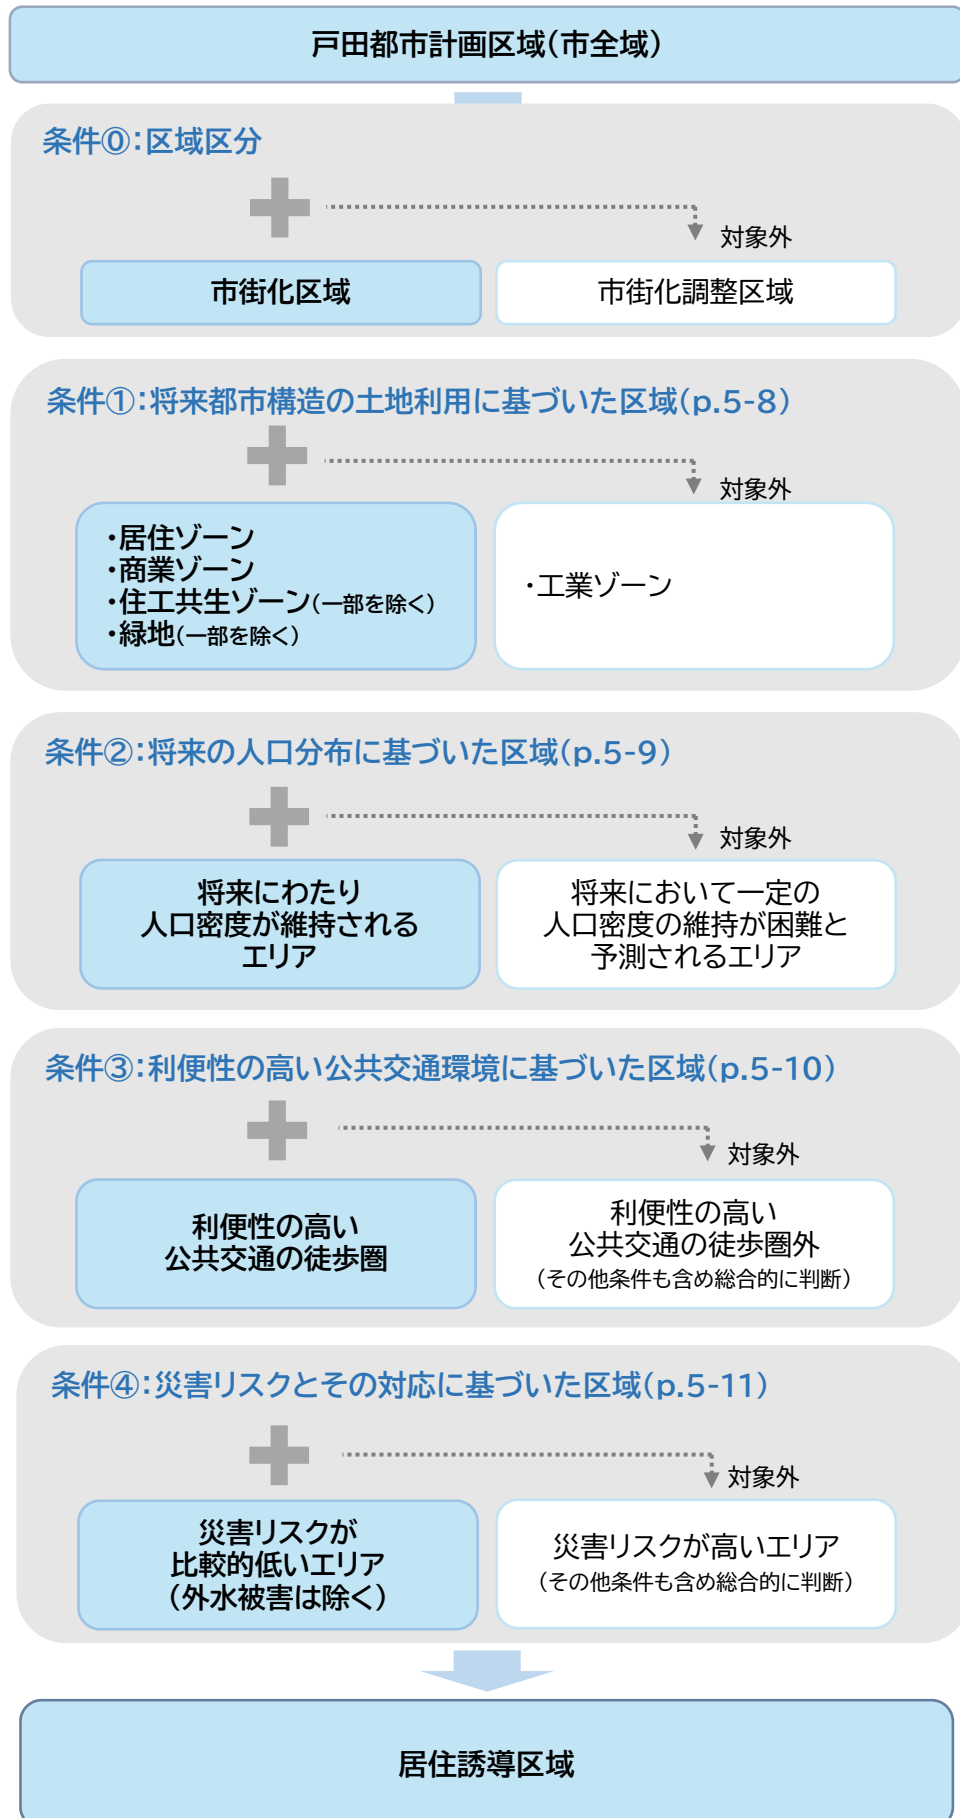 戸田都市計画区域（市全域）
条件⓪：区域区分
対象外
市街化区域
市街化調整区域
条件①：将来都市構造の土地利用に基づいた区域（p.5-8）
対象外
・居住ゾーン
・商業ゾーン
・住工共生ゾーン（一部を除く）
・緑地（一部を除く）
・工業ゾーン
条件②：将来の人口分布に基づいた区域（p.5-9）
対象外
将来にわたり
人口密度が維持される
エリア
将来において一定の
人口密度の維持が困難と
予測されるエリア
条件③：利便性の高い公共交通環境に基づいた区域（p.5-10）
対象外
利便性の高い
公共交通の徒歩圏
利便性の高い
公共交通の徒歩圏外
（その他条件も含め総合的に判断）
条件④：災害リスクとその対応に基づいた区域（p.5-11）
対象外
災害リスクが
比較的低いエリア
（外水被害は除く）
災害リスクが高いエリア
（その他条件も含め総合的に判断）
居住誘導区域